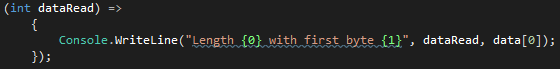 (int dataRead) =>
{
Console.WriteLine("Length {0} with first byte {1}", dataRead, data[0]);
});